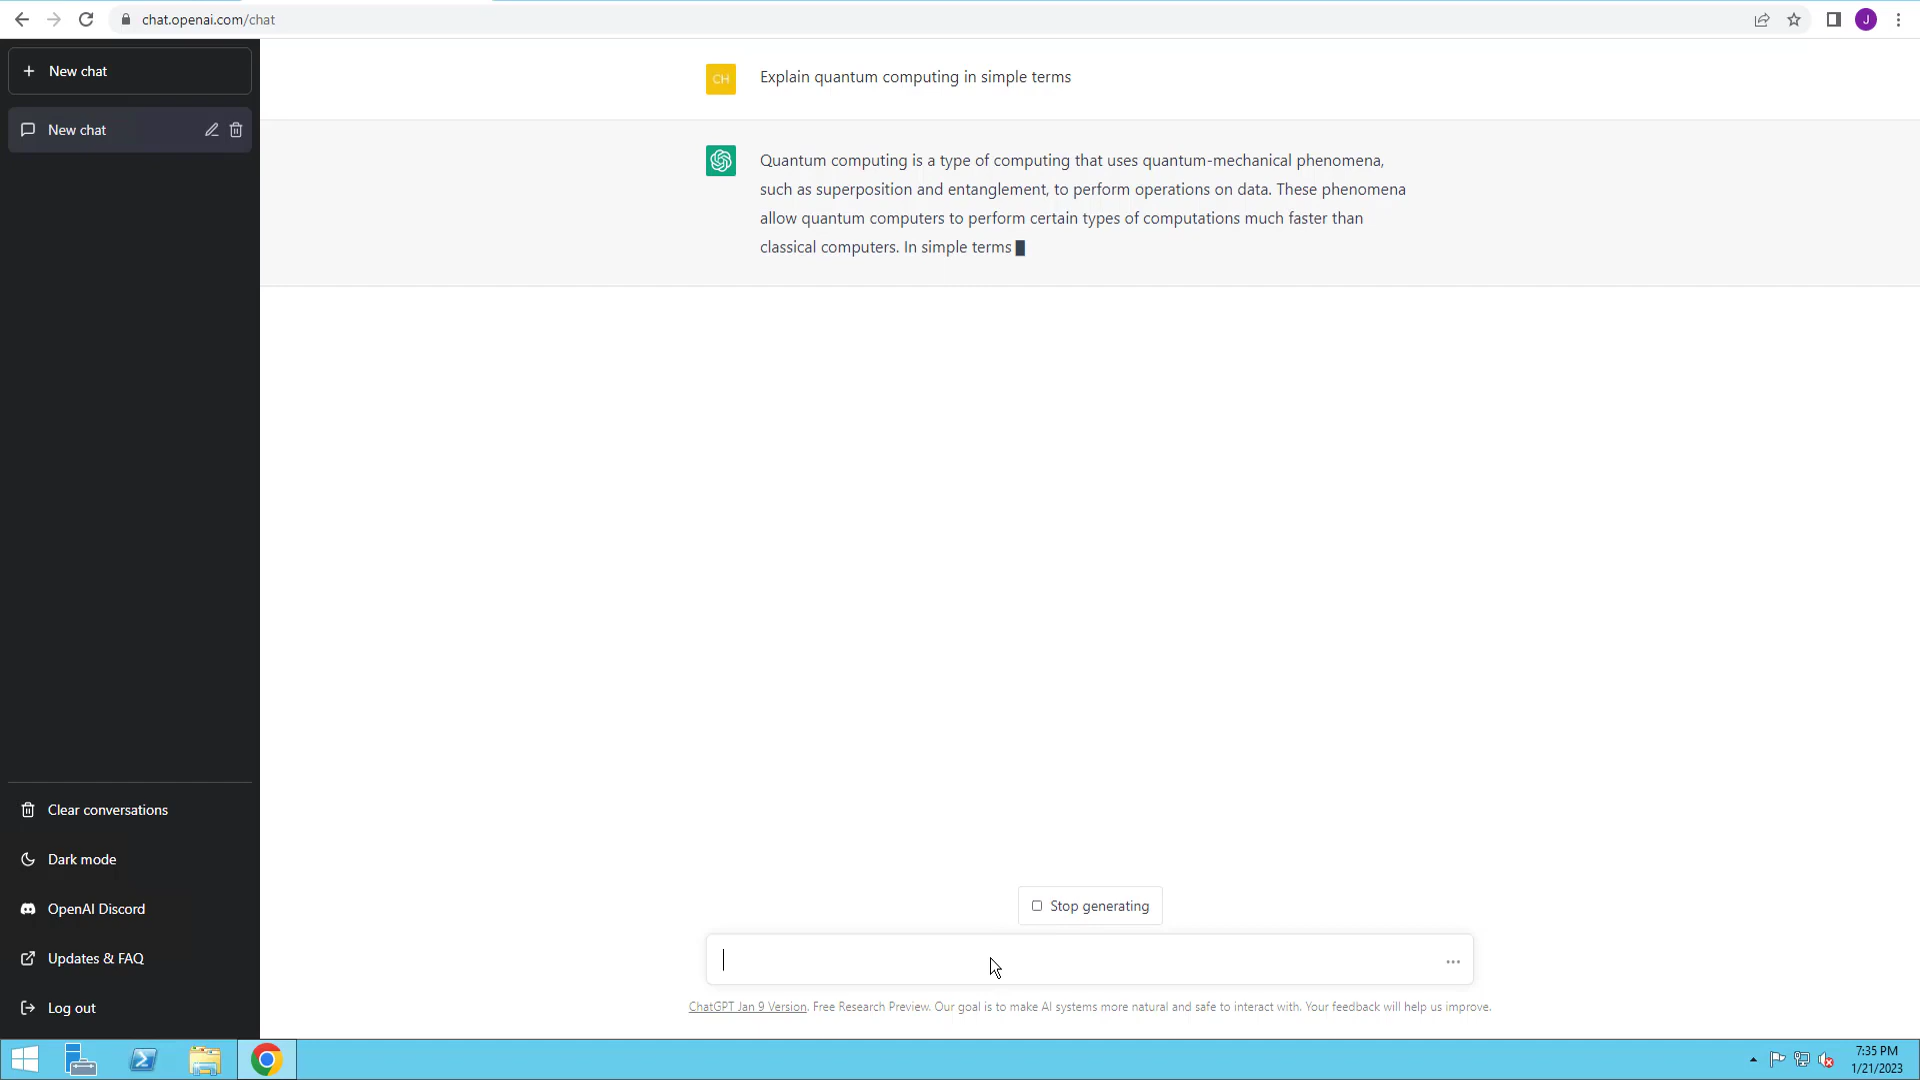 chat.openai.com/chat
J
New chat
New chat
CH
Explain quantum computing in simple terms
Quantum computing is a type of computing that uses quantum-mechanical phenomena,
such as superposition and entanglement, to perform operations on data. These phenomena
allow quantum computers to perform certain types of computations much faster than
classical computers. In simple terms
Clear conversations
Dark mode
OpenAI Discord
Updates & FAQ
Log out
Stop generating
ChatGPT Jan 9 Version. Free Research Preview. Our goal is to make AI systems more natural and safe to interact with. Your feedback will help us improve.
7:35 PM
1/21/2023